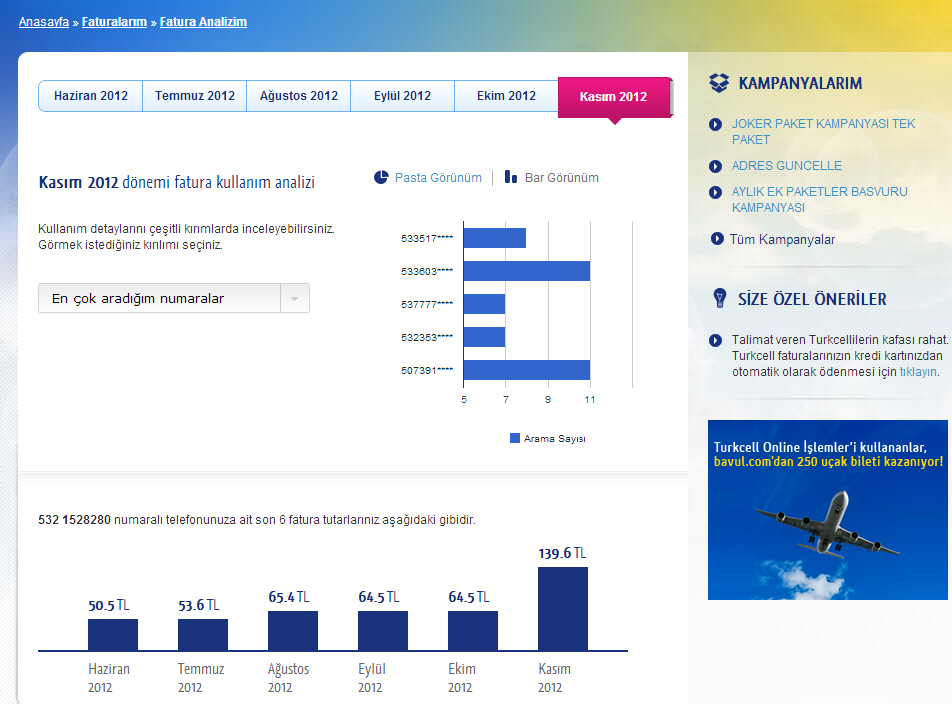 Anasayfa » Faturalarım » Fatura Analizim
Haziran 2012
Temmuz 2012
Ağustos 2012
Eylül 2012
Ekim 2012
Kasım 2012
Kasım 2012 dönemi fatura kullanım analizi
Pasta Görünüm
Bar Görünüm
Kullanım detaylarını çeşitli kırımlarda inceleyebilirsiniz.
Görmek istediğiniz kırılımı seçiniz.
En çok aradığım numaralar
533517****
533603****
537777****
532353****
507391****
5 7 9 11
Arama Sayısı
532 1528280 numaralı telefonunuza ait son 6 fatura tutarlarınız aşağıdaki gibidir.
50.5 TL
53.6 TL
65.4 TL
64.5 TL
64.5 TL
139.6 TL
Haziran
2012
Temmuz
2012
Ağustos
2012
Eylül
2012
Ekim
2012
Kasım
2012
KAMPANYALARIM
JOKER PAKET KAMPANYASI TEK
PAKET
ADRES GUNCELLE
AYLIK EK PAKETLER BASVURU
KAMPANYASI
Tüm Kampanyalar
SİZE ÖZEL ÖNERİLER
Talimat veren Turkcellilerin kafası rahat.
Turkcell faturalarınızın kredi kartınızdan
otomatik olarak ödenmesi için tıklayın.
Turkcell Online İşlemler'i kullananlar,
bavul.com'dan 250 uçak bileti kazanıyor!